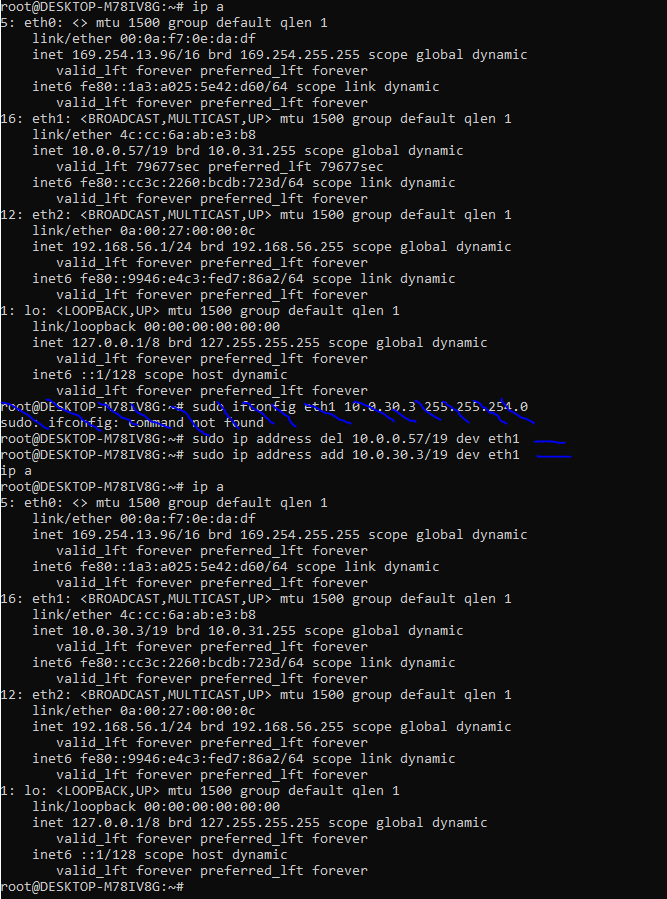 root@DESKTOP-M78IV8G:~# ip a
5: eth0: <> mtu 1500 group default qlen 1
    link/ether 00:0a:f7:0e:da:df
    inet 169.254.13.96/16 brd 169.254.255.255 scope global dynamic
       valid_lft forever preferred_lft forever
    inet6 fe80::1a3:a025:5e42:d60/64 scope link dynamic
       valid_lft forever preferred_lft forever
16: eth1: <BROADCAST,MULTICAST,UP> mtu 1500 group default qlen 1
    link/ether 4c:cc:6a:ab:e3:b8
    inet 10.0.0.57/19 brd 10.0.31.255 scope global dynamic
       valid_lft 79677sec preferred_lft 79677sec
    inet6 fe80::cc3c:2260:bcdb:723d/64 scope link dynamic
       valid_lft forever preferred_lft forever
12: eth2: <BROADCAST,MULTICAST,UP> mtu 1500 group default qlen 1
    link/ether 0a:00:27:00:00:0c
    inet 192.168.56.1/24 brd 192.168.56.255 scope global dynamic
       valid_lft forever preferred_lft forever
    inet6 fe80::9946:e4c3:fed7:86a2/64 scope link dynamic
       valid_lft forever preferred_lft forever
1: lo: <LOOPBACK,UP> mtu 1500 group default qlen 1
    link/loopback 00:00:00:00:00:00
    inet 127.0.0.1/8 brd 127.255.255.255 scope global dynamic
       valid_lft forever preferred_lft forever
    inet6 ::1/128 scope host dynamic
       valid_lft forever preferred_lft forever
root@DESKTOP-M78IV8G:~# sudo ifconfig eth1 10.0.30.3 255.255.254.0
sudo: ifconfig: command not found
root@DESKTOP-M78IV8G:~# sudo ip address del 10.0.0.57/19 dev eth1
root@DESKTOP-M78IV8G:~# sudo ip address add 10.0.30.3/19 dev eth1
ip a
root@DESKTOP-M78IV8G:~# ip a
5: eth0: <> mtu 1500 group default qlen 1
    link/ether 00:0a:f7:0e:da:df
    inet 169.254.13.96/16 brd 169.254.255.255 scope global dynamic
       valid_lft forever preferred_lft forever
    inet6 fe80::1a3:a025:5e42:d60/64 scope link dynamic
       valid_lft forever preferred_lft forever
16: eth1: <BROADCAST,MULTICAST,UP> mtu 1500 group default qlen 1
    link/ether 4c:cc:6a:ab:e3:b8
    inet 10.0.30.3/19 brd 10.0.31.255 scope global dynamic
       valid_lft forever preferred_lft forever
    inet6 fe80::cc3c:2260:bcdb:723d/64 scope link dynamic
       valid_lft forever preferred_lft forever
12: eth2: <BROADCAST,MULTICAST,UP> mtu 1500 group default qlen 1
    link/ether 0a:00:27:00:00:0c
    inet 192.168.56.1/24 brd 192.168.56.255 scope global dynamic
       valid_lft forever preferred_lft forever
    inet6 fe80::9946:e4c3:fed7:86a2/64 scope link dynamic
       valid_lft forever preferred_lft forever
1: lo: <LOOPBACK,UP> mtu 1500 group default qlen 1
    link/loopback 00:00:00:00:00:00
    inet 127.0.0.1/8 brd 127.255.255.255 scope global dynamic
       valid_lft forever preferred_lft forever
    inet6 ::1/128 scope host dynamic
       valid_lft forever preferred_lft forever
root@DESKTOP-M78IV8G:~#